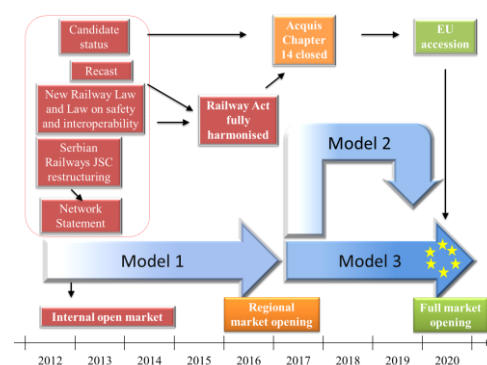 Candidate
status
Acquis
Chapter
14 closed
EU
accession
Recast
New Railway Law
and Law on safety
and interoperability
Railway Act
fully
harmonised
Serbian
Railways JSC
restructuring
Network
Statement
Model 2
Model 1
Model 3
Internal open market
Regional
market opening
Full market
opening
2012 2013 2014 2015 2016 2017 2018 2019 2020